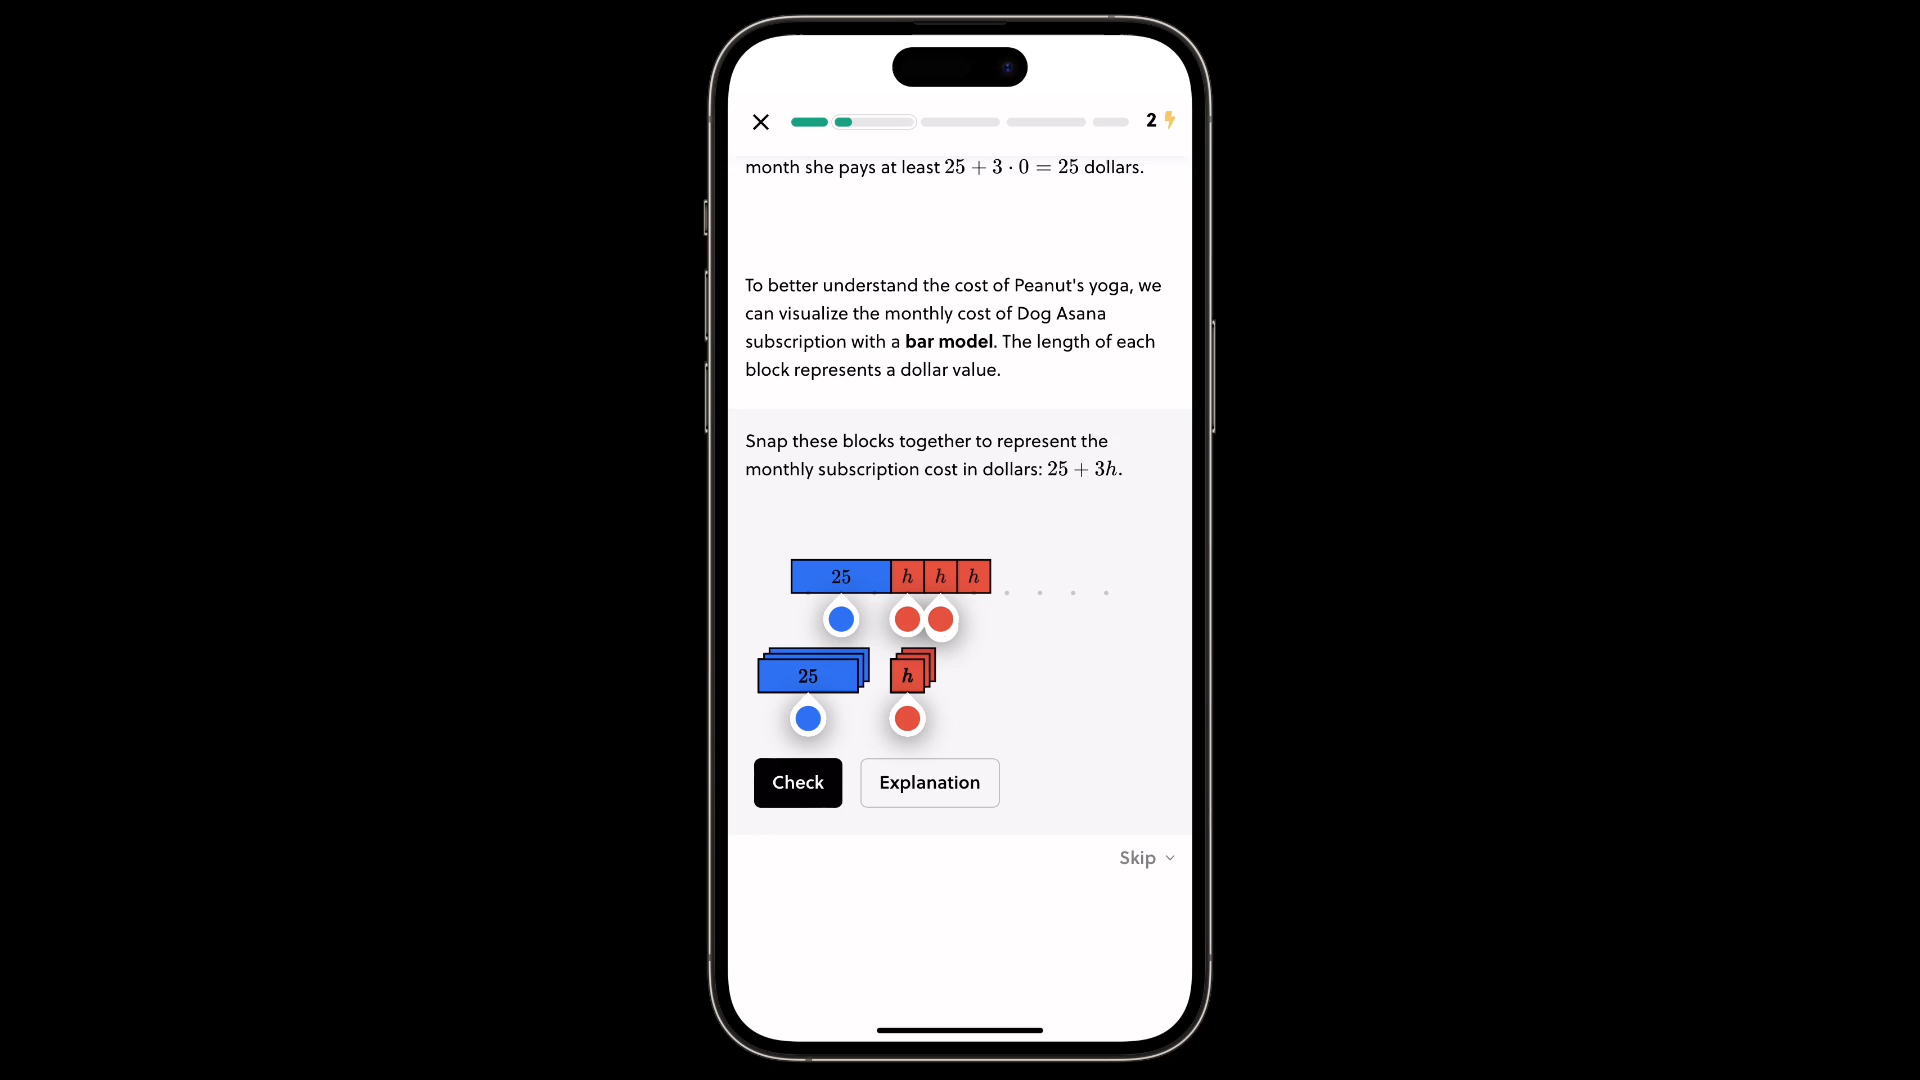 2
month she pays at least 25 + 3 · 0 = 25 dollars.
To better understand the cost of Peanut's yoga, we
can visualize the monthly cost of Dog Asana
subscription with a bar model. The length of each
block represents a dollar value.
Snap these blocks together to represent the
monthly subscription cost in dollars: 25 + 3h.
25 h h h
25 h
Check Explanation
Skip